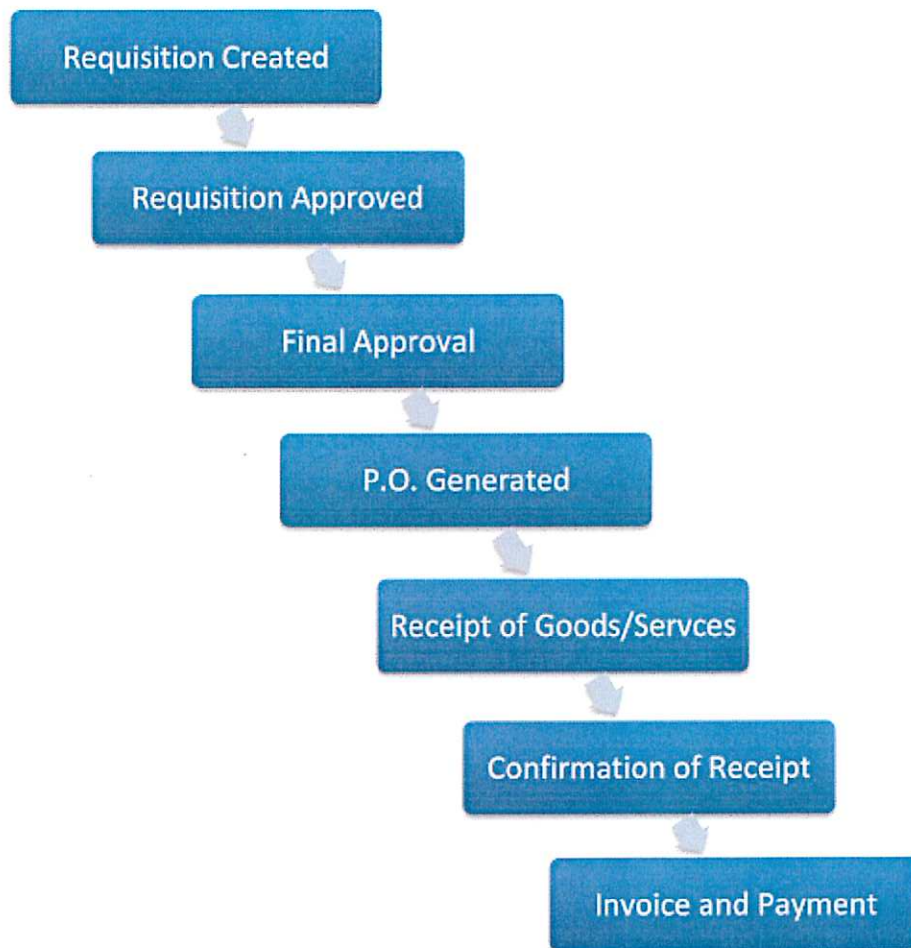 Requisition Created
Requisition Approved
Final Approval
P.O. Generated
Receipt of Goods/Servces
Confirmation of Receipt
Invoice and Payment